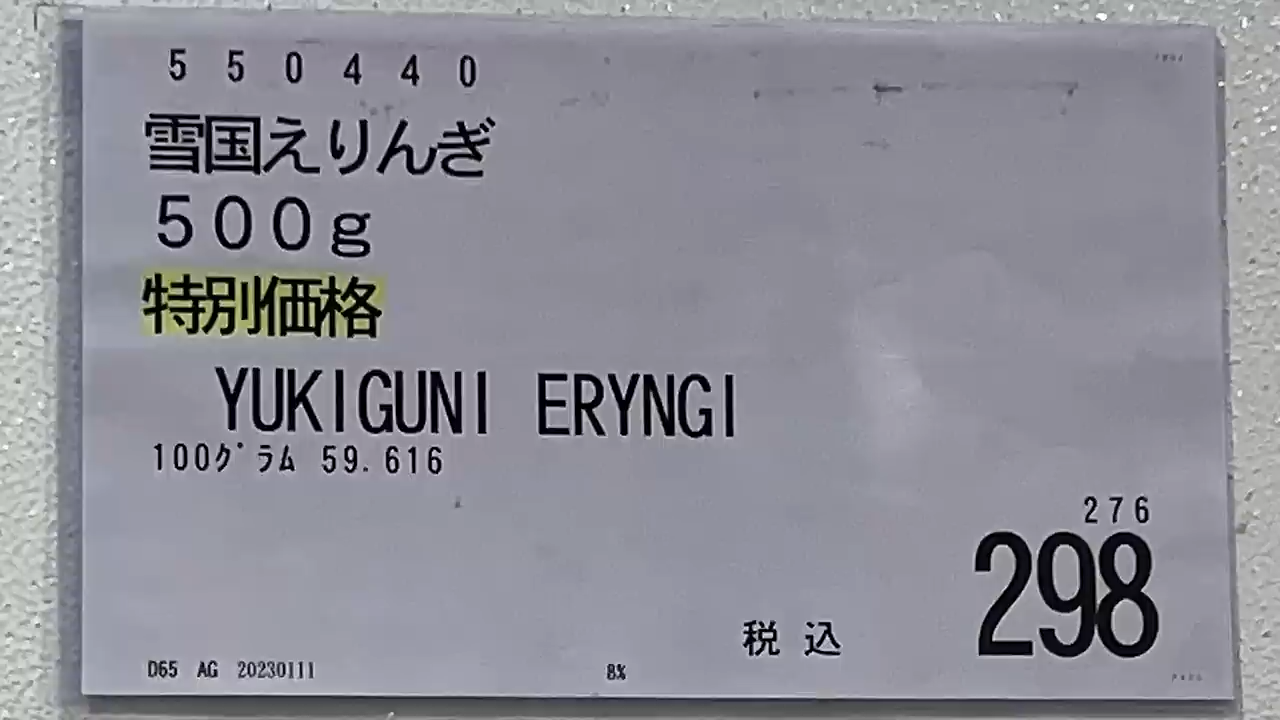 550440
雪国えりんぎ
500g
特別価格
YUKIGUNI ERYNGI
100グラム 59.616
276
298
税込
D65 AG 20230111 8%